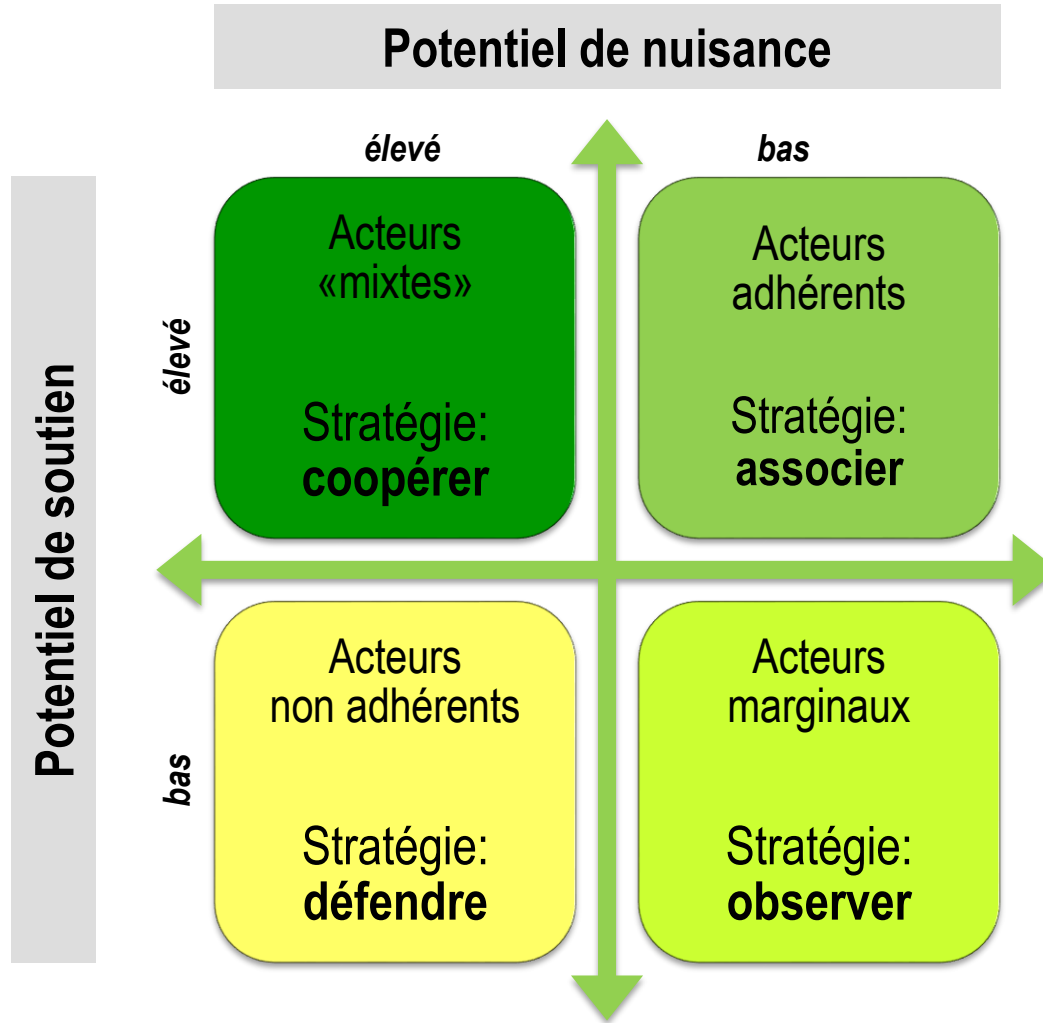 Potentiel de nuisance
élevé
bas
Potentiel de soutien
élevé
Acteurs
«mixtes»
Stratégie:
coopérer
Acteurs
adhérents
Stratégie:
associer
bas
Acteurs
non adhérents
Stratégie:
défendre
Acteurs
marginaux
Stratégie:
observer